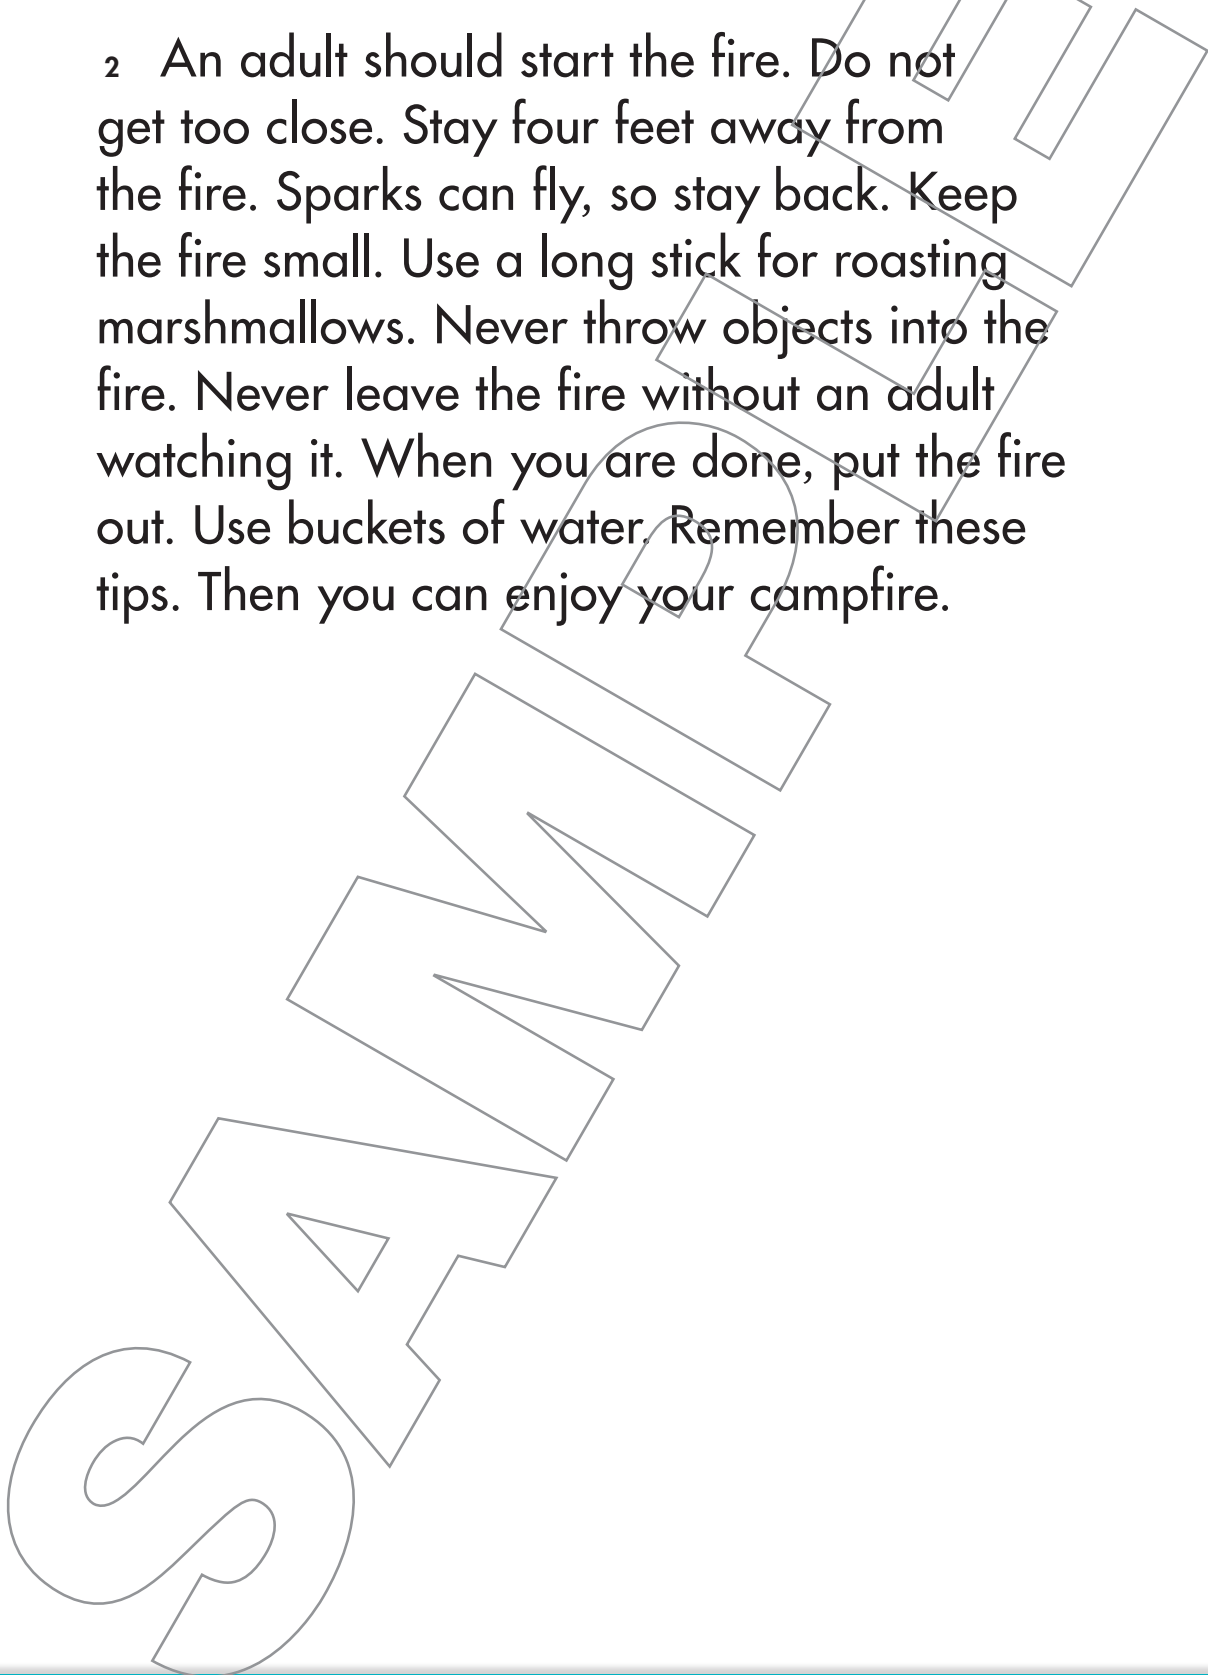 2 An adult should start the fire. Do not
get too close. Stay four feet away from
the fire. Sparks can fly, so stay back. Keep
the fire small. Use a long stick for roasting
marshmallows. Never throw objects into the
fire. Never leave the fire without an adult
watching it. When you are done, put the fire
out. Use buckets of water. Remember these
tips. Then you can enjoy your campfire.
SAMPLE